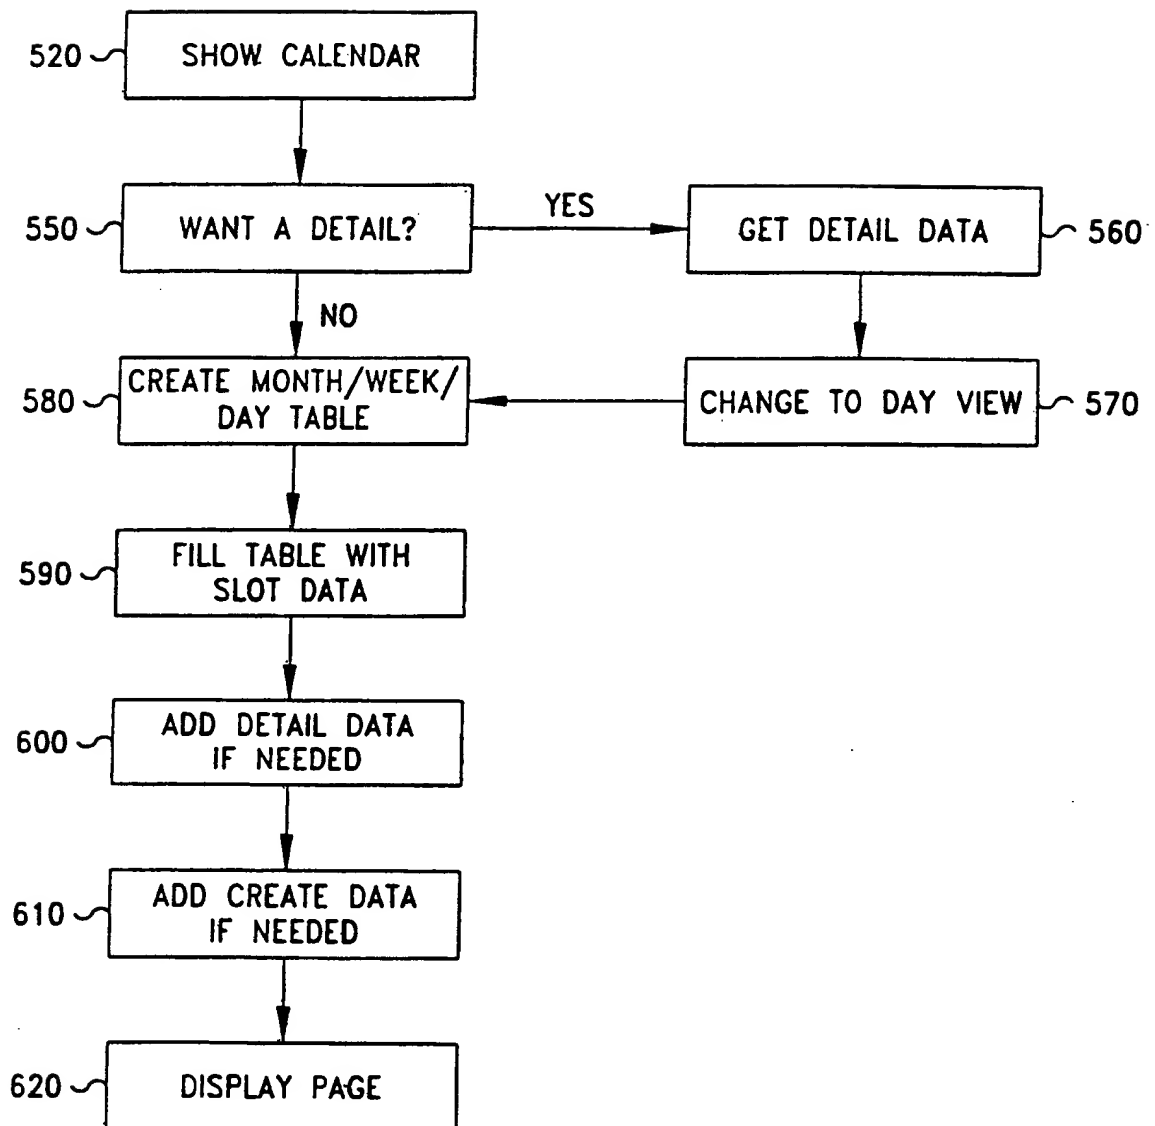 520 SHOW CALENDAR
550 WANT A DETAIL?
YES
GET DETAIL DATA 560
NO
580 CREATE MONTH/WEEK/
DAY TABLE
CHANGE TO DAY VIEW 570
590 FILL TABLE WITH
SLOT DATA
600 ADD DETAIL DATA
IF NEEDED
610 ADD CREATE DATA
IF NEEDED
620 DISPLAY PAGE